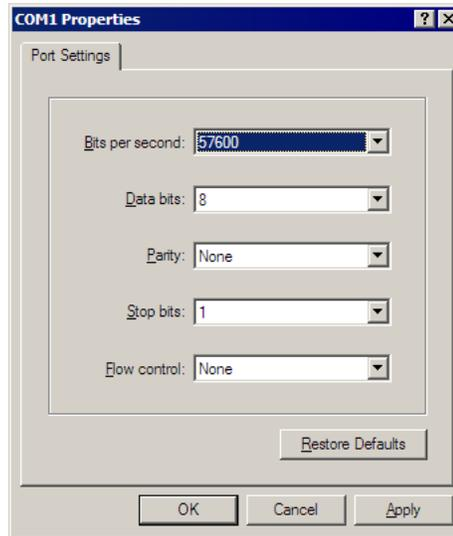 COM1 Properties
Port Settings
Bits per second: 57600
Data bits: 8
Parity: None
Stop bits: 1
Flow control: None
Restore Defaults
OK Cancel Apply